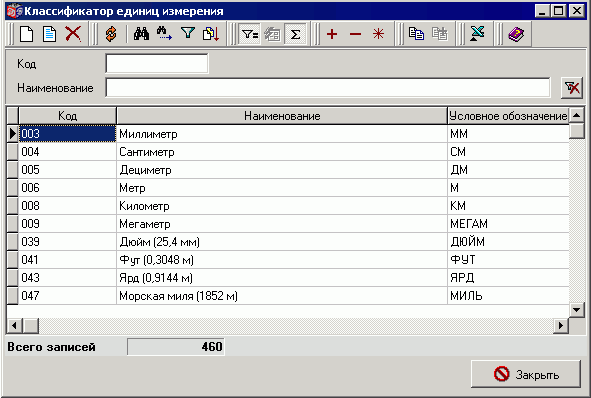 Классификатор единиц измерения
Код
Наименование
Код Наименование Условное обозначение
003 Миллиметр ММ
004 Сантиметр СМ
005 Дециметр ДМ
006 Метр М
008 Километр КМ
009 Мегаметр МЕГАМ
039 Дюйм (25,4 мм) ДЮЙМ
041 Фут (0,3048 м) ФУТ
043 Ярд (0,9144 м) ЯРД
047 Морская миля (1852 м) МИЛЬ
Всего записей 460
Закрыть